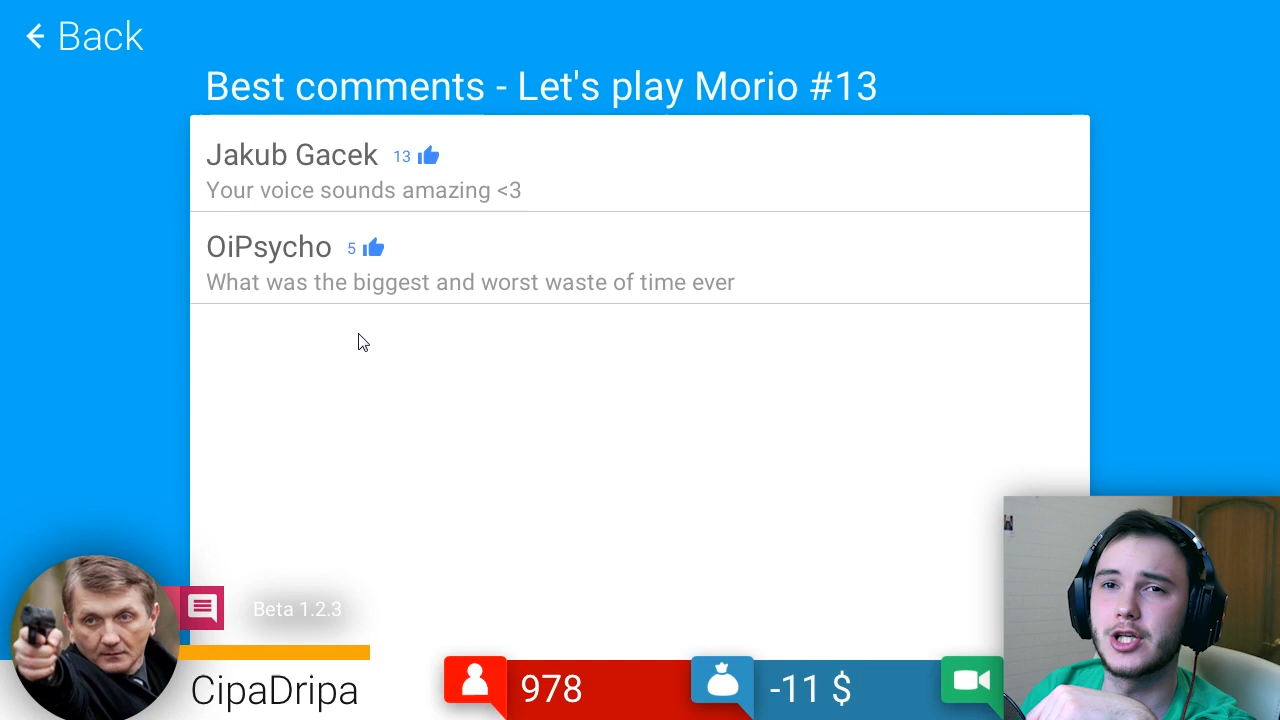 Back
Best comments - Let's play Morio #13
Jakub Gacek 13
Your voice sounds amazing <3
OiPsycho 5
What was the biggest and worst waste of time ever
Beta 1.2.3
CipaDripa
978
-11 $